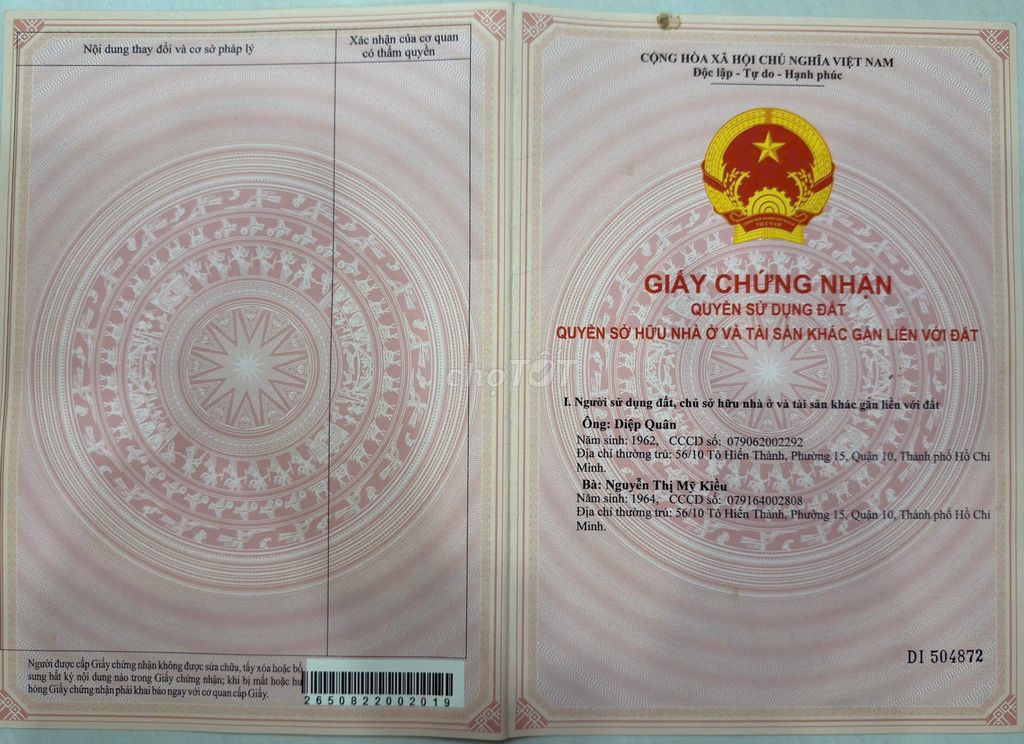 Nội dung thay đổi và cơ sở pháp lý
Xác nhận của cơ quan
có thẩm quyền
Người được cấp Giấy chứng nhận không được sửa chữa, tẩy xóa hoặc bổ
sung bất kỳ nội dung nào trong Giấy chứng nhận; khi bị mất hoặc hư
hỏng Giấy chứng nhận phải khai báo ngay với cơ quan cấp Giấy.
2650822002019
CỘNG HÒA XÃ HỘI CHỦ NGHĨA VIỆT NAM
Độc lập - Tự do - Hạnh phúc
VIỆT NAM
GIẤY CHỨNG NHẬN
QUYỀN SỬ DỤNG ĐẤT
QUYỀN SỞ HỮU NHÀ Ở VÀ TÀI SẢN KHÁC GẮN LIỀN VỚI ĐẤT
choTỐT
I. Người sử dụng đất, chủ sở hữu nhà ở và tài sản khác gắn liền với đất
Ông: Diệp Quân
Năm sinh: 1962, CCCD số: 079062002292
Địa chỉ thường trú: 56/10 Tô Hiến Thành, Phường 15, Quận 10, Thành phố Hồ Chí
Minh.
Bà: Nguyễn Thị Mỹ Kiều
Năm sinh: 1964, CCCD số: 079164002808
Địa chỉ thường trú: 56/10 Tô Hiến Thành, Phường 15, Quận 10, Thành phố Hồ Chí
Minh.
DI 504872